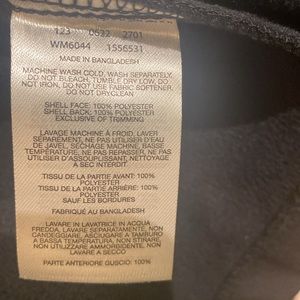 123 0622 2701
WM6044 1556531
MADE IN BANGLADESH
MACHINE WASH COLD, WASH SEPARATELY,
DO NOT BLEACH, TUMBLE DRY LOW, DO
NOT IRON, DO NOT USE FABRIC SOFTENER,
DO NOT DRYCLEAN
SHELL FACE: 100% POLYESTER
SHELL BACK: 100% POLYESTER
EXCLUSIVE OF TRIMMING
LAVAGE MACHINE À FROID, LAVER
SÉPARÉMENT, NE PAS UTILISER D'EAU
DE JAVEL, SÉCHAGE MACHINE BASSE
TEMPÉRATURE, NE PAS REPASSER, NE PAS
UTILISER D'ASSOUPLISSANT, NETTOYAGE
A SEC INTERDIT
TISSU DE LA PARTIE AVANT: 100%
POLYESTER
TISSU DE LA PARTIE ARRIÈRE: 100%
POLYESTER
SAUF LES BORDURES
FABRIQUÉ AU BANGLADESH
LAVARE IN LAVATRICE IN ACQUA
FREDDA, LAVARE SEPARATAMENTE, NON
CANDEGGIARE, ASCIUGARE A TAMBURO
A BASSA TEMPERATURA, NON STIRARE,
NON UTILIZZARE AMMORBIDENTE, NON
LAVARE A SECCO
PARTE ANTERIORE GUSCIO: 100%